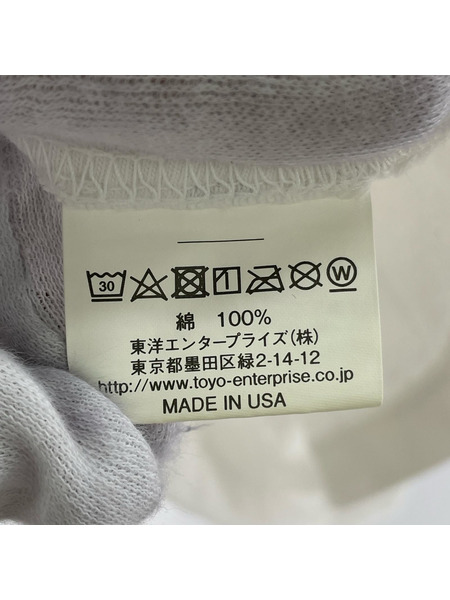 30 W
綿 100%
東洋エンタープライズ(株)
東京都墨田区緑2-14-12
http://www.toyo-enterprise.co.jp
MADE IN USA